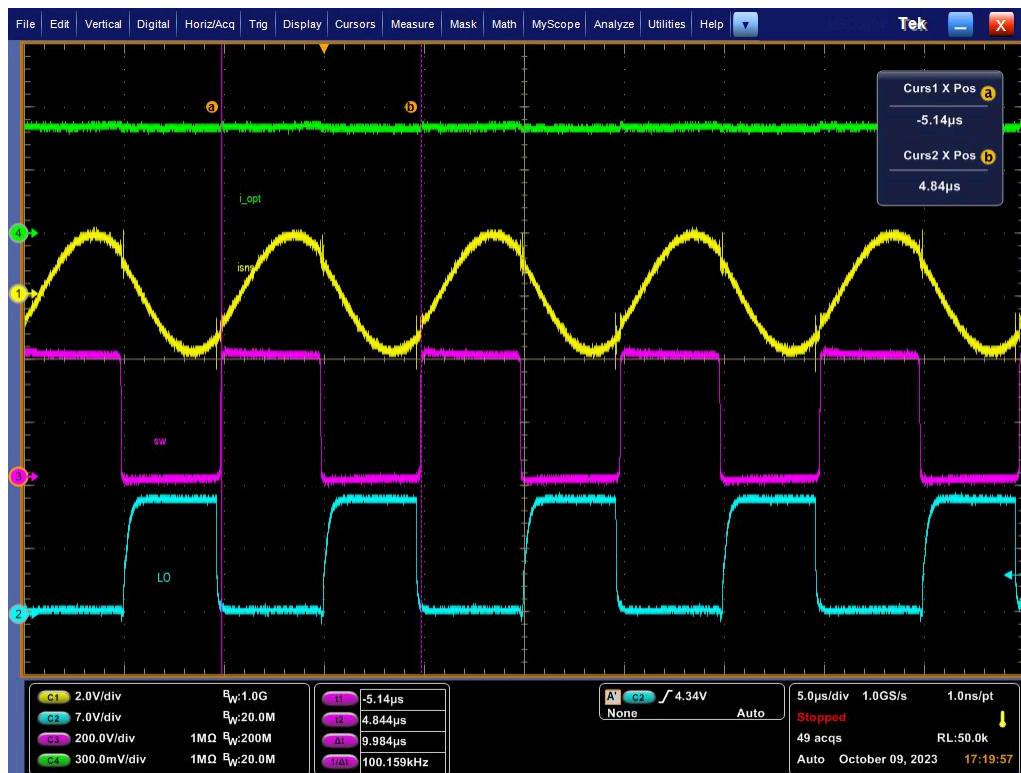 File Edit Vertical Digital Horiz/Acq Trig Display Cursors Measure Mask Math MyScope Analyze Utilities Help Tek X
Curs1 X Pos a
-5.14µs
Curs2 X Pos b
4.84µs
a b
i_opt
4
isns
1
sw
3
LO
2
C1 2.0V/div BW:1.0G
C2 7.0V/div BW:20.0M
C3 200.0V/div 1MΩ BW:200M
C4 300.0mV/div 1MΩ BW:20.0M
t1 -5.14µs
t2 4.844µs
Δt 9.984µs
1/Δt 100.159kHz
A' C2 4.34V
None Auto
5.0µs/div 1.0GS/s 1.0ns/pt
Stopped
49 acqs RL:50.0k
Auto October 09, 2023 17:19:57